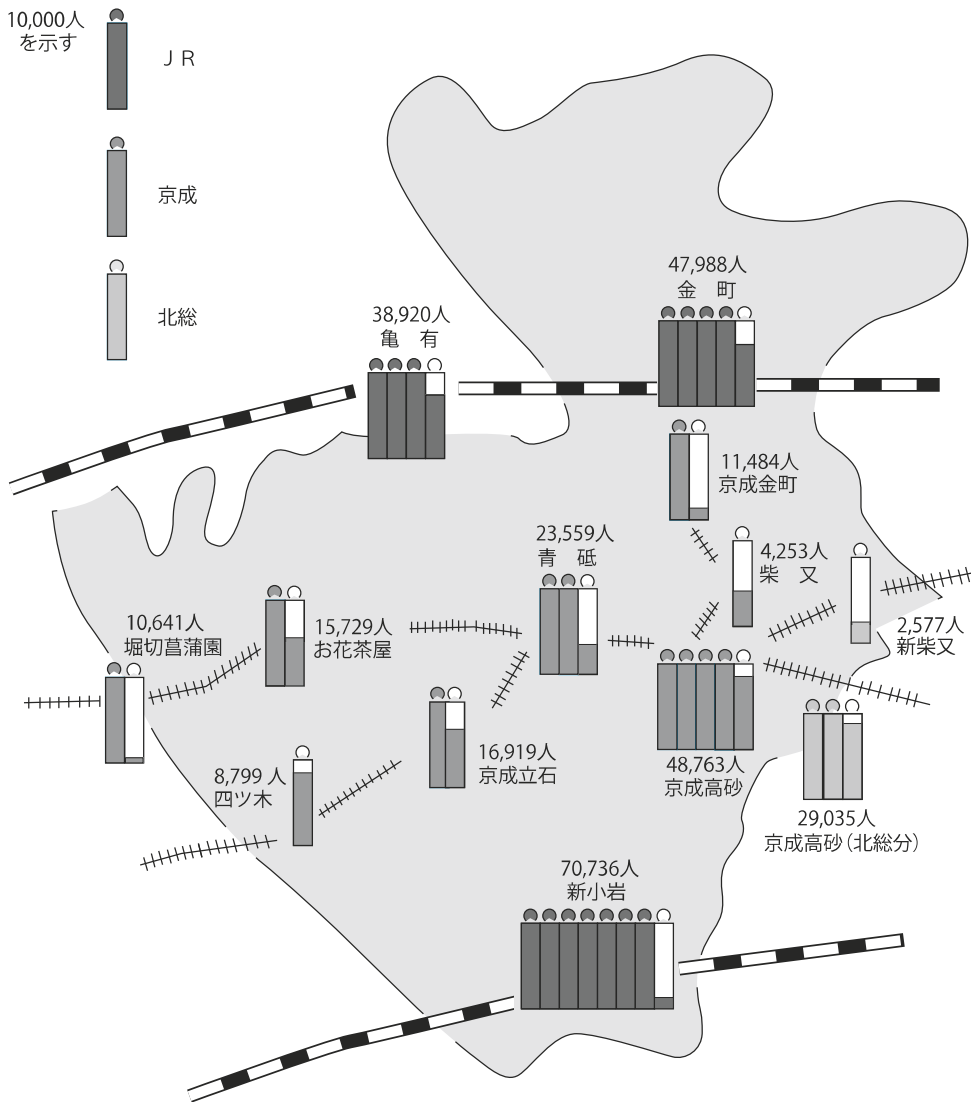 10,000人
を示す
ＪＲ
京成
北総
47,988人
金　町
38,920人
亀　有
11,484人
京成金町
23,559人
青　砥
4,253人
柴　又
10,641人
堀切菖蒲園
15,729人
お花茶屋
2,577人
新柴又
16,919人
京成立石
8,799人
四ツ木
48,763人
京成高砂
29,035人
京成高砂（北総分）
70,736人
新小岩